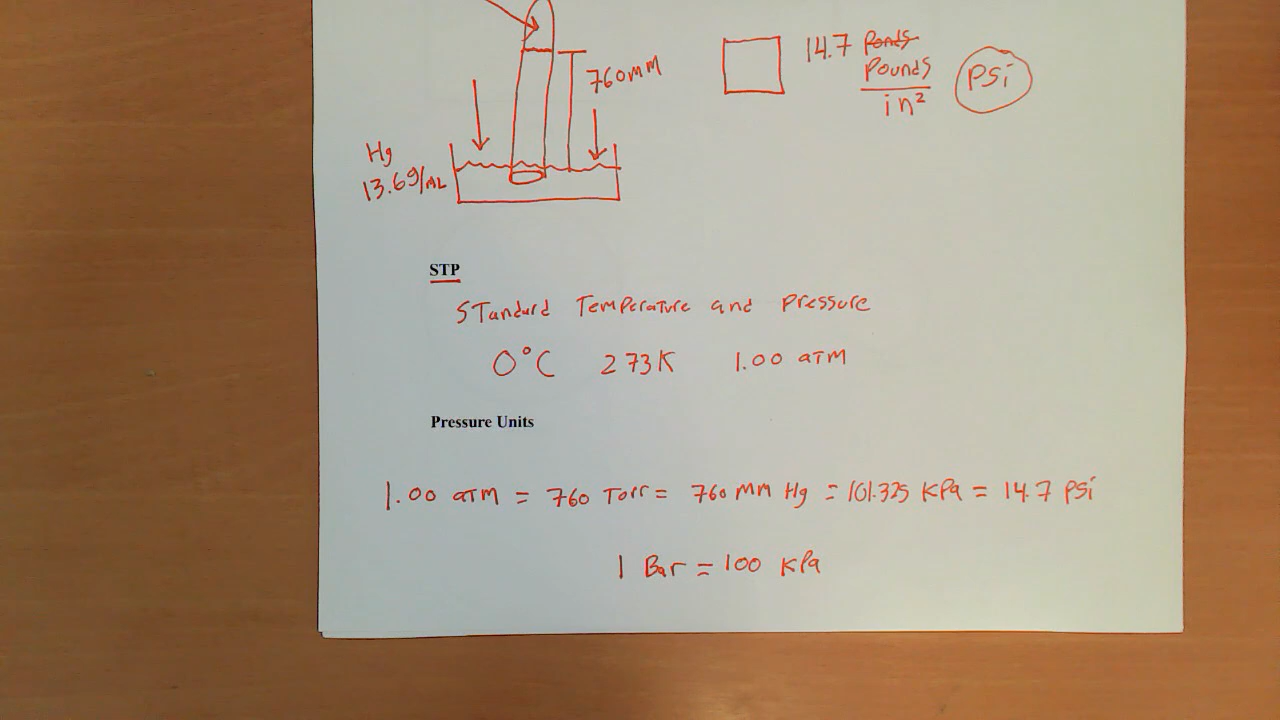 760mm
14.7 Ponds
Pounds
in²
PSi
Hg
13.6g/mL
STP
STandard Temperature and Pressure
0°C 273K 1.00 aTm
Pressure Units
1.00 aTm = 760 Torr = 760 mm Hg = 101.325 KPa = 14.7 PSi
1 Bar = 100 KPa